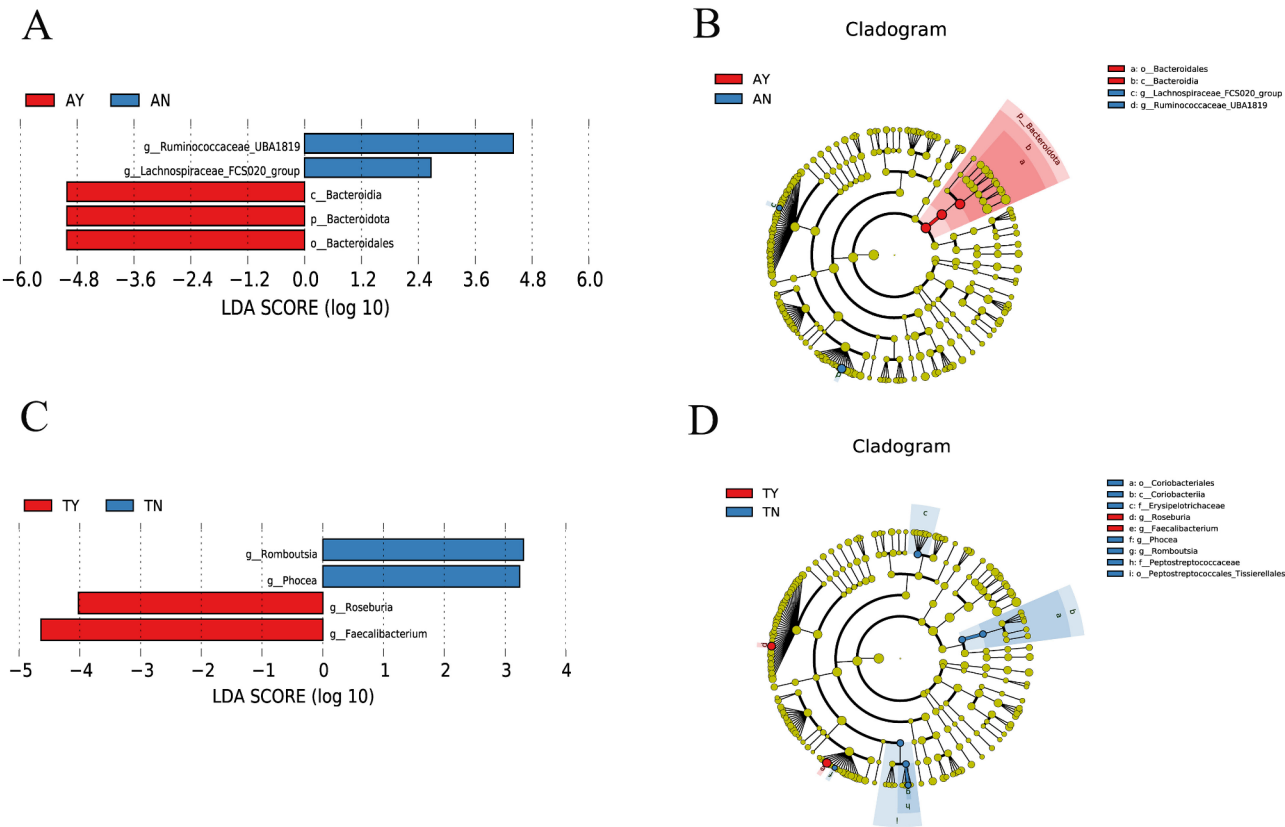 A
AY AN
g__Ruminococcaceae_UBA1819
g__Lachnospiraceae_FCS020_group
c__Bacteroidia
p__Bacteroidota
o__Bacteroidales
−6.0 −4.8 −3.6 −2.4 −1.2 0.0 1.2 2.4 3.6 4.8 6.0
LDA SCORE (log 10)
B
Cladogram
AY
AN
a: o__Bacteroidales
b: c__Bacteroidia
c: g__Lachnospiraceae_FCS020_group
d: g__Ruminococcaceae_UBA1819
p__Bacteroidota
b
a
c
d
C
TY TN
g__Romboutsia
g__Phocea
g__Roseburia
g__Faecalibacterium
−5 −4 −3 −2 −1 0 1 2 3 4
LDA SCORE (log 10)
D
Cladogram
TY
TN
a: o__Coriobacteriales
b: c__Coriobacteriia
c: f__Erysipelotrichaceae
d: g__Roseburia
e: g__Faecalibacterium
f: g__Phocea
g: g__Romboutsia
h: f__Peptostreptococcaceae
i: o__Peptostreptococcales_Tissierellales
c
b
a
d
e
f
g
h
i